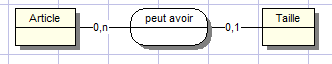 Article
0,n
peut avoir
0,1
Taille